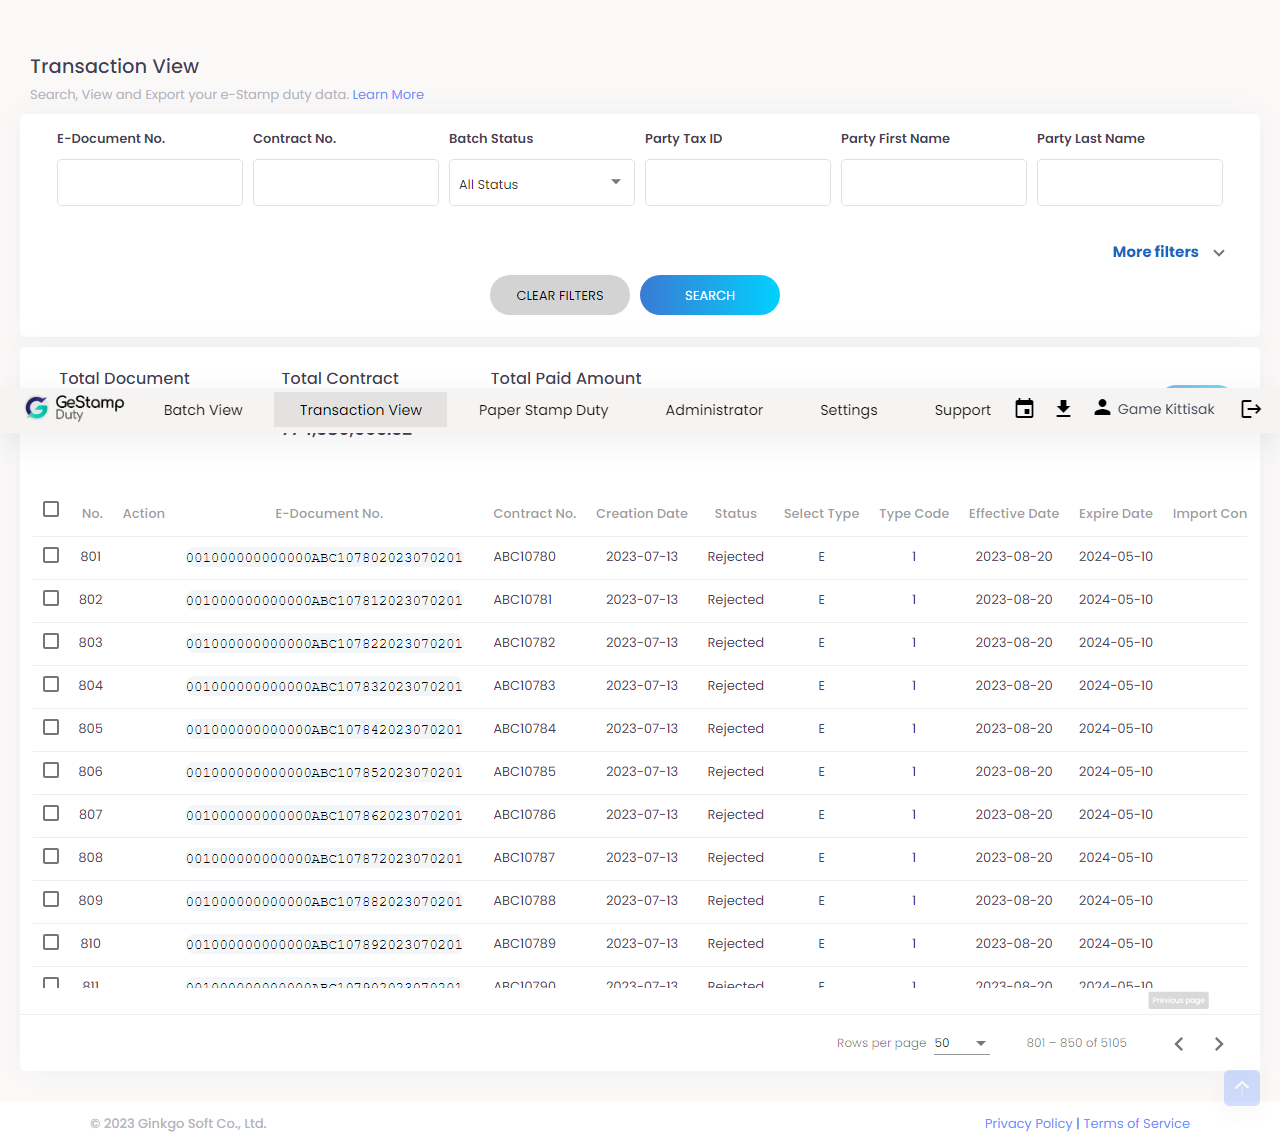 Transaction View
Search, View and Export your e-Stamp duty data. Learn More
E-Document No. Contract No. Batch Status Party Tax ID Party First Name Party Last Name
All Status
More filters
CLEAR FILTERS SEARCH
Total Document Total Contract Total Paid Amount
GeStamp Duty Batch View Transaction View Paper Stamp Duty Administrator Settings Support Game Kittisak
No. Action E-Document No. Contract No. Creation Date Status Select Type Type Code Effective Date Expire Date Import Con
801 001000000000000ABC107802023070201 ABC10780 2023-07-13 Rejected E 1 2023-08-20 2024-05-10
802 001000000000000ABC107812023070201 ABC10781 2023-07-13 Rejected E 1 2023-08-20 2024-05-10
803 001000000000000ABC107822023070201 ABC10782 2023-07-13 Rejected E 1 2023-08-20 2024-05-10
804 001000000000000ABC107832023070201 ABC10783 2023-07-13 Rejected E 1 2023-08-20 2024-05-10
805 001000000000000ABC107842023070201 ABC10784 2023-07-13 Rejected E 1 2023-08-20 2024-05-10
806 001000000000000ABC107852023070201 ABC10785 2023-07-13 Rejected E 1 2023-08-20 2024-05-10
807 001000000000000ABC107862023070201 ABC10786 2023-07-13 Rejected E 1 2023-08-20 2024-05-10
808 001000000000000ABC107872023070201 ABC10787 2023-07-13 Rejected E 1 2023-08-20 2024-05-10
809 001000000000000ABC107882023070201 ABC10788 2023-07-13 Rejected E 1 2023-08-20 2024-05-10
810 001000000000000ABC107892023070201 ABC10789 2023-07-13 Rejected E 1 2023-08-20 2024-05-10
811 001000000000000ABC107902023070201 ABC10790 2023-07-13 Rejected E 1 2023-08-20 2024-05-10
Previous page
Rows per page 50 801 – 850 of 5105
© 2023 Ginkgo Soft Co., Ltd. Privacy Policy | Terms of Service